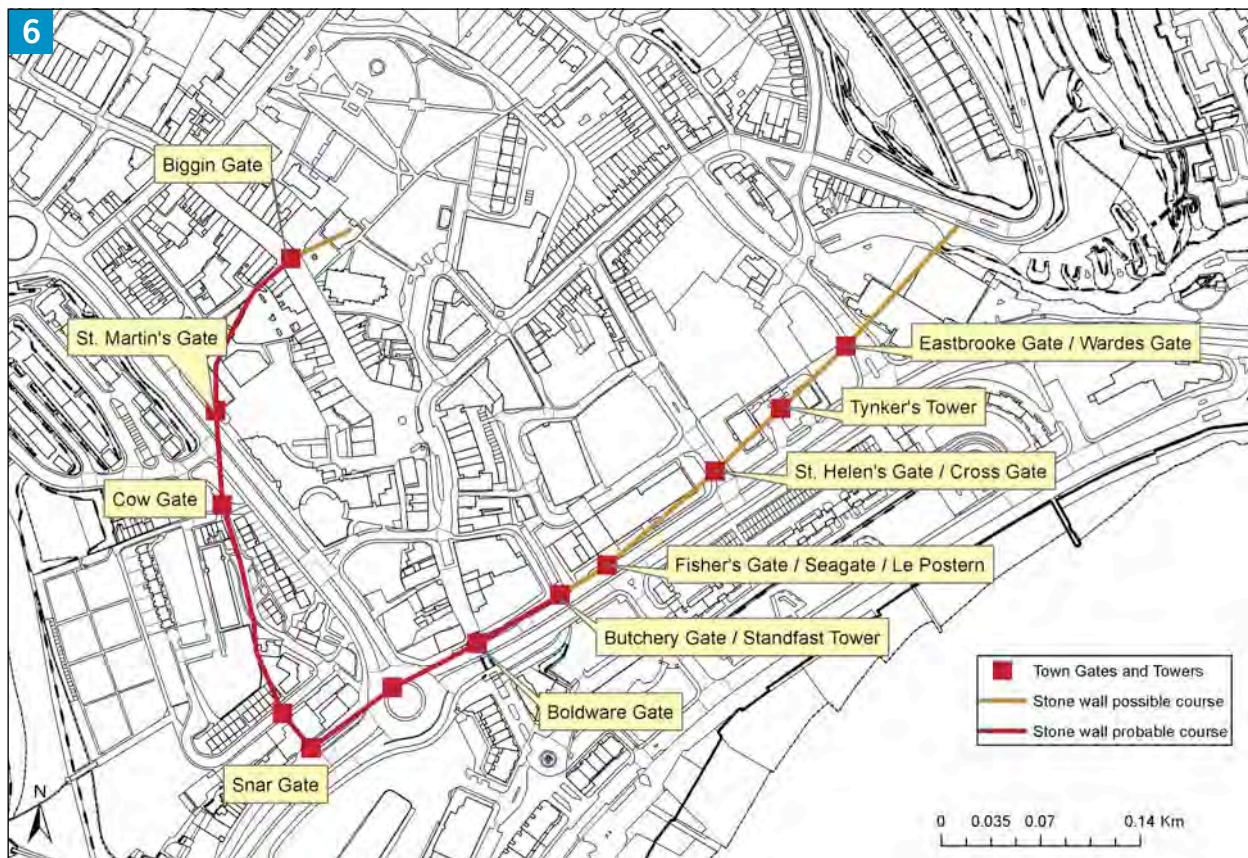 6
Biggin Gate
St. Martin's Gate
Eastbrooke Gate / Wardes Gate
Tynker's Tower
St. Helen's Gate / Cross Gate
Cow Gate
Fisher's Gate / Seagate / Le Postern
Butchery Gate / Standfast Tower
Boldware Gate
Snar Gate
Town Gates and Towers
Stone wall possible course
Stone wall probable course
N
0 0.035 0.07 0.14 Km